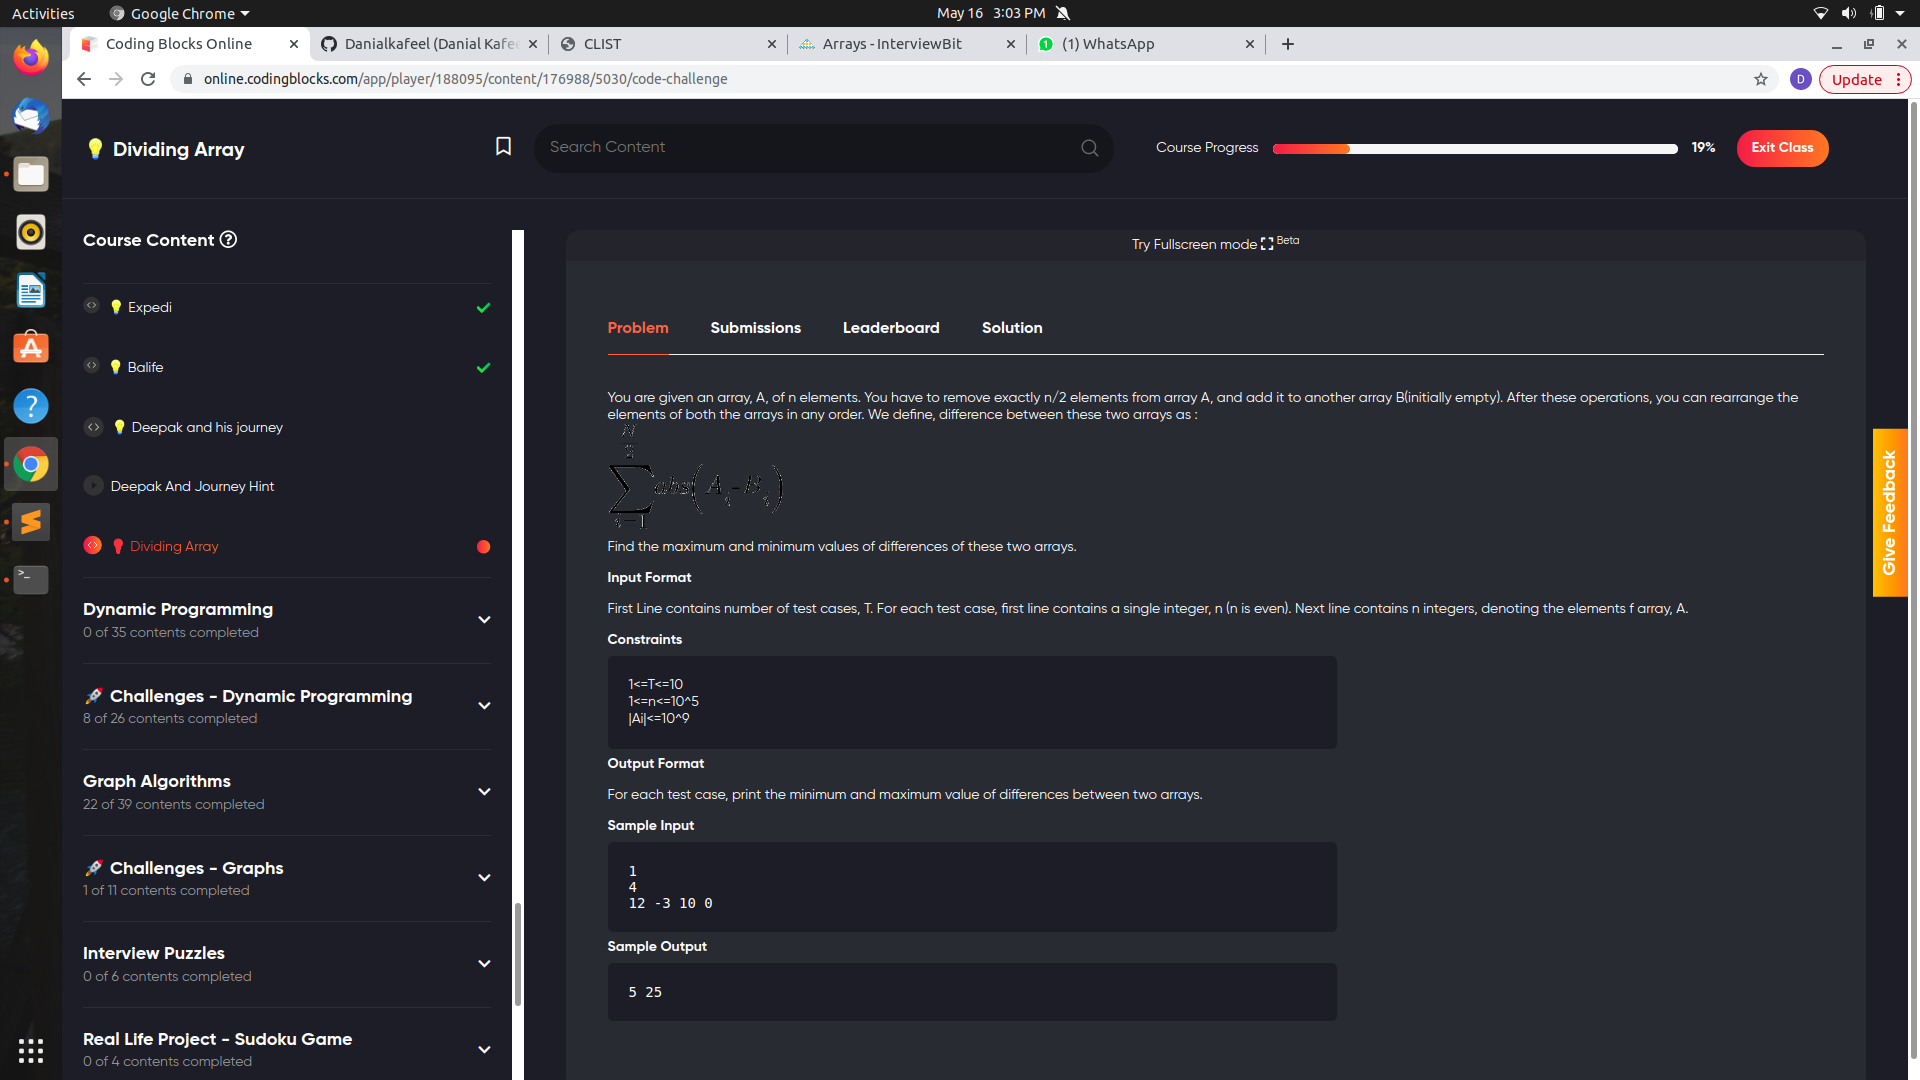 Activities
Google Chrome
May 16 3:03 PM
Coding Blocks Online
Danialkafeel (Danial Kafe
CLIST
Arrays - InterviewBit
(1) WhatsApp
online.codingblocks.com/app/player/188095/content/176988/5030/code-challenge
D
Update
Dividing Array
Search Content
Course Progress
19%
Exit Class
Course Content
Expedi
Balife
Deepak and his journey
Deepak And Journey Hint
Dividing Array
Dynamic Programming
0 of 35 contents completed
Challenges - Dynamic Programming
8 of 26 contents completed
Graph Algorithms
22 of 39 contents completed
Challenges - Graphs
1 of 11 contents completed
Interview Puzzles
0 of 6 contents completed
Real Life Project - Sudoku Game
0 of 4 contents completed
Try Fullscreen mode Beta
Problem
Submissions
Leaderboard
Solution
You are given an array, A, of n elements. You have to remove exactly n/2 elements from array A, and add it to another array B(initially empty). After these operations, you can rearrange the
elements of both the arrays in any order. We define, difference between these two arrays as :
N
2
∑ abs(A_i - B_i)
i=1
Find the maximum and minimum values of differences of these two arrays.
Input Format
First Line contains number of test cases, T. For each test case, first line contains a single integer, n (n is even). Next line contains n integers, denoting the elements f array, A.
Constraints
1<=T<=10
1<=n<=10^5
|Ai|<=10^9
Output Format
For each test case, print the minimum and maximum value of differences between two arrays.
Sample Input
1
4
12 -3 10 0
Sample Output
5 25
Give Feedback